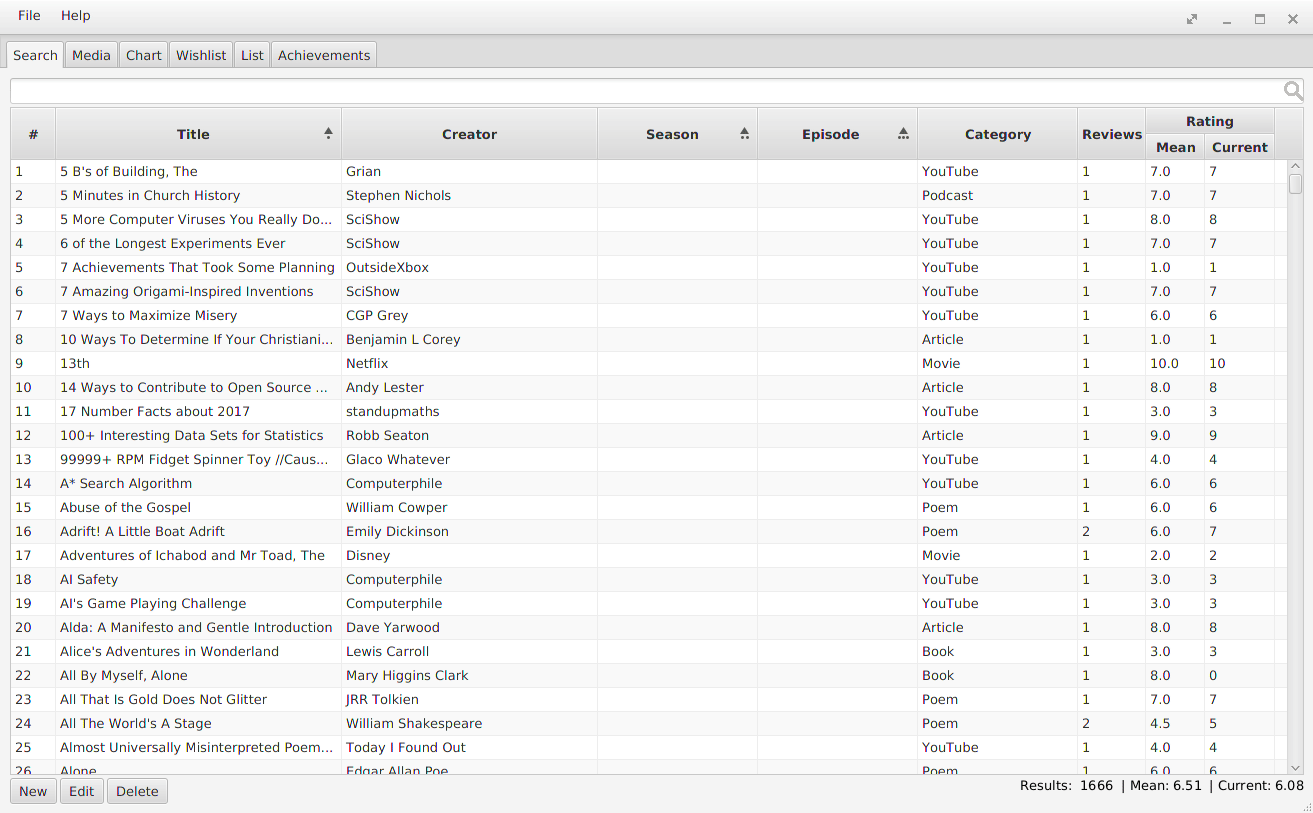 File Help
Search Media Chart Wishlist List Achievements
# Title Creator Season Episode Category Reviews Rating
Mean Current
1 5 B's of Building, The Grian YouTube 1 7.0 7
2 5 Minutes in Church History Stephen Nichols Podcast 1 7.0 7
3 5 More Computer Viruses You Really Do... SciShow YouTube 1 8.0 8
4 6 of the Longest Experiments Ever SciShow YouTube 1 7.0 7
5 7 Achievements That Took Some Planning OutsideXbox YouTube 1 1.0 1
6 7 Amazing Origami-Inspired Inventions SciShow YouTube 1 7.0 7
7 7 Ways to Maximize Misery CGP Grey YouTube 1 6.0 6
8 10 Ways To Determine If Your Christiani... Benjamin L Corey Article 1 1.0 1
9 13th Netflix Movie 1 10.0 10
10 14 Ways to Contribute to Open Source ... Andy Lester Article 1 8.0 8
11 17 Number Facts about 2017 standupmaths YouTube 1 3.0 3
12 100+ Interesting Data Sets for Statistics Robb Seaton Article 1 9.0 9
13 99999+ RPM Fidget Spinner Toy //Caus... Glaco Whatever YouTube 1 4.0 4
14 A* Search Algorithm Computerphile YouTube 1 6.0 6
15 Abuse of the Gospel William Cowper Poem 1 6.0 6
16 Adrift! A Little Boat Adrift Emily Dickinson Poem 2 6.0 7
17 Adventures of Ichabod and Mr Toad, The Disney Movie 1 2.0 2
18 AI Safety Computerphile YouTube 1 3.0 3
19 AI's Game Playing Challenge Computerphile YouTube 1 3.0 3
20 Alda: A Manifesto and Gentle Introduction Dave Yarwood Article 1 8.0 8
21 Alice's Adventures in Wonderland Lewis Carroll Book 1 3.0 3
22 All By Myself, Alone Mary Higgins Clark Book 1 8.0 0
23 All That Is Gold Does Not Glitter JRR Tolkien Poem 1 7.0 7
24 All The World's A Stage William Shakespeare Poem 2 4.5 5
25 Almost Universally Misinterpreted Poem... Today I Found Out YouTube 1 4.0 4
26 Alone Edgar Allan Poe Poem 1 6.0 6
New Edit Delete Results: 1666 | Mean: 6.51 | Current: 6.08